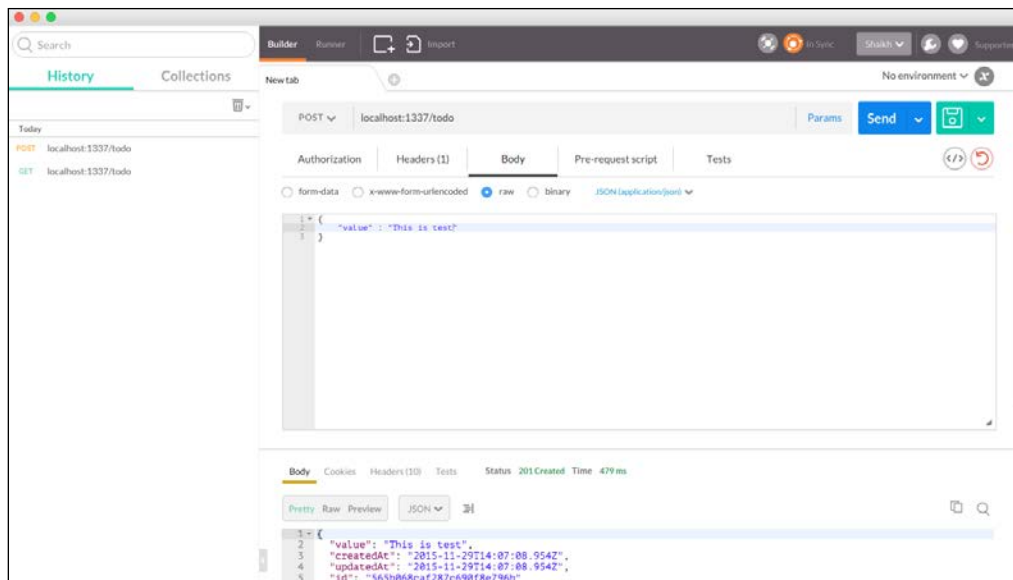 Search
History Collections
Today
POST localhost:1337/todo
GET localhost:1337/todo
Builder Runner Import In Sync Shaikh
New tab No environment
POST localhost:1337/todo Params Send
Authorization Headers (1) Body Pre-request script Tests
form-data x-www-form-urlencoded raw binary JSON (application/json)
1 {
2 "value" : "This is test"
3 }
Body Cookies Headers (10) Tests Status 201 Created Time 479 ms
Pretty Raw Preview JSON
1 {
2 "value": "This is test",
3 "createdAt": "2015-11-29T14:07:08.954Z",
4 "updatedAt": "2015-11-29T14:07:08.954Z",
5 "id":